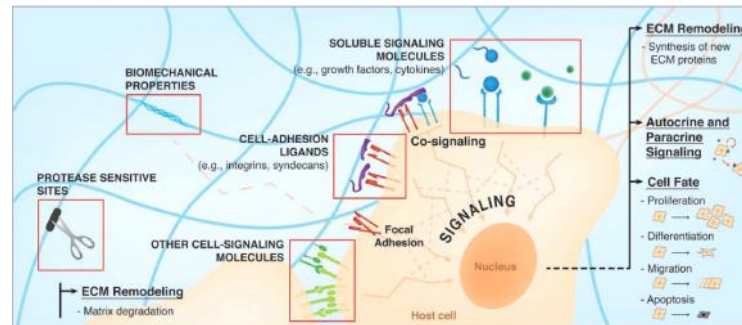 SOLUBLE SIGNALING
MOLECULES
(e.g., growth factors, cytokines)
BIOMECHANICAL
PROPERTIES
CELL-ADHESION
LIGANDS
(e.g., integrins, syndecans)
Co-signaling
PROTEASE SENSITIVE
SITES
Focal
Adhesion
SIGNALING
OTHER CELL-SIGNALING
MOLECULES
Nucleus
Host cell
ECM Remodeling
- Matrix degradation
ECM Remodeling
- Synthesis of new
ECM proteins
Autocrine and
Paracrine
Signaling
Cell Fate
- Proliferation
- Differentiation
- Migration
- Apoptosis